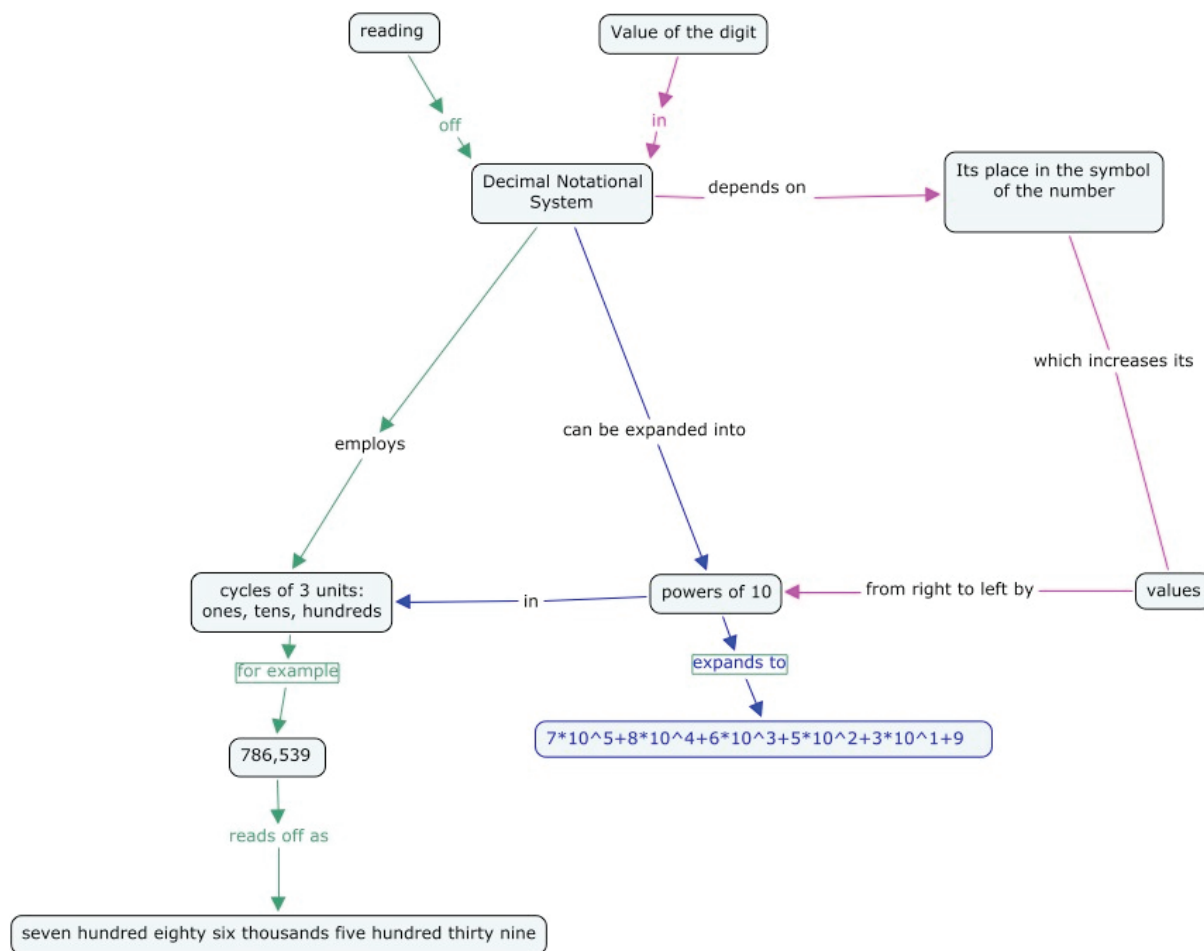 reading
Value of the digit
off
in
Decimal Notational
System
depends on
Its place in the symbol
of the number
which increases its
can be expanded into
employs
cycles of 3 units:
ones, tens, hundreds
in
powers of 10
from right to left by
values
for example
expands to
786,539
7*10^5+8*10^4+6*10^3+5*10^2+3*10^1+9
reads off as
seven hundred eighty six thousands five hundred thirty nine